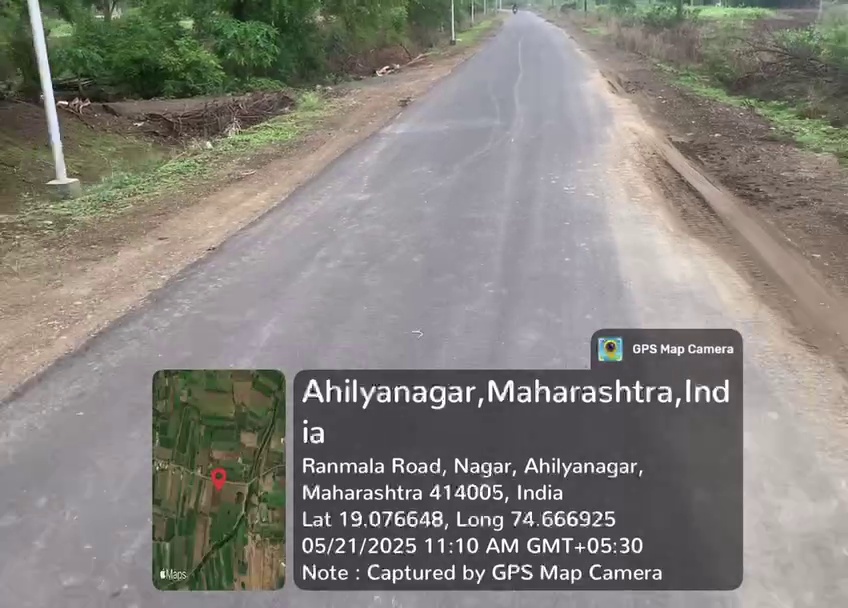 GPS Map Camera
Ahilyanagar,Maharashtra,Ind
ia
Ranmala Road, Nagar, Ahilyanagar,
Maharashtra 414005, India
Lat 19.076648, Long 74.666925
05/21/2025 11:10 AM GMT+05:30
Note : Captured by GPS Map Camera
Maps